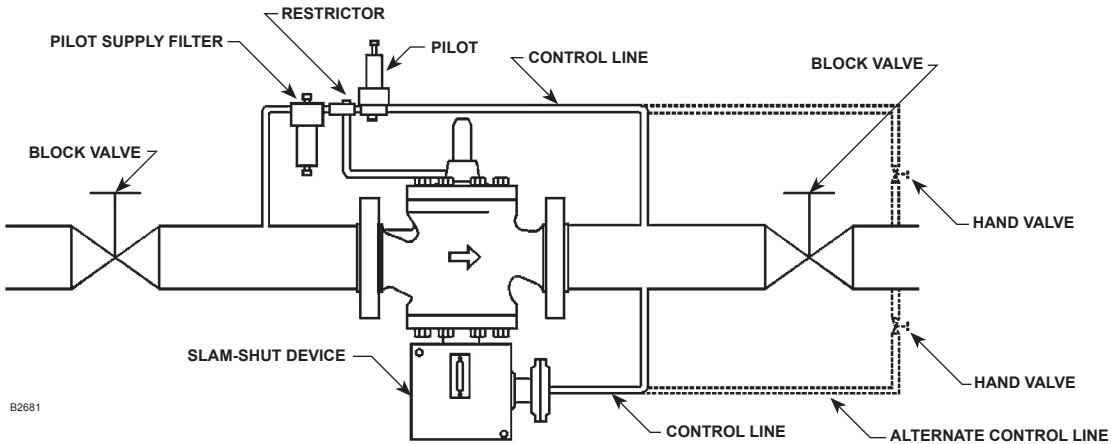 RESTRICTOR
PILOT SUPPLY FILTER
PILOT
CONTROL LINE
BLOCK VALVE
BLOCK VALVE
HAND VALVE
SLAM-SHUT DEVICE
HAND VALVE
B2681
CONTROL LINE
ALTERNATE CONTROL LINE